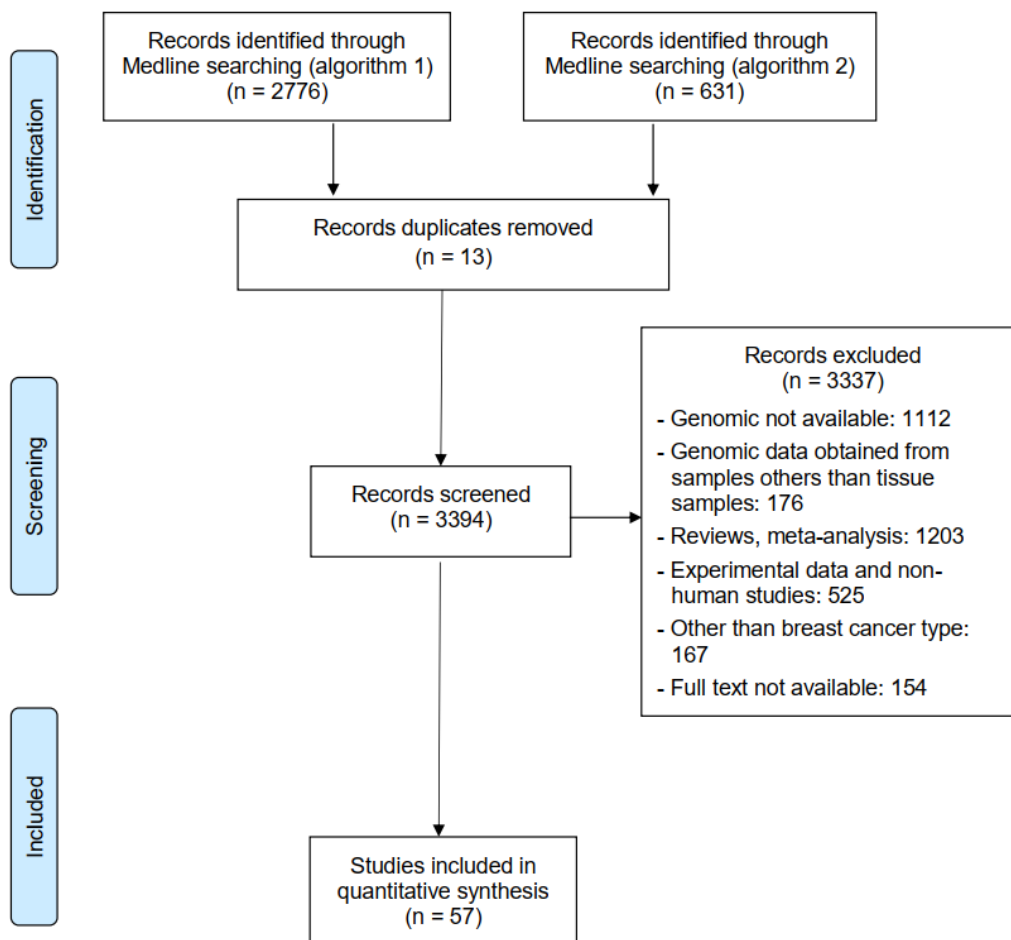 Identification
Records identified through
Medline searching (algorithm 1)
(n = 2776)
Records identified through
Medline searching (algorithm 2)
(n = 631)
Records duplicates removed
(n = 13)
Screening
Records screened
(n = 3394)
Records excluded
(n = 3337)
- Genomic not available: 1112
- Genomic data obtained from
samples others than tissue
samples: 176
- Reviews, meta-analysis: 1203
- Experimental data and non-
human studies: 525
- Other than breast cancer type:
167
- Full text not available: 154
Included
Studies included in
quantitative synthesis
(n = 57)